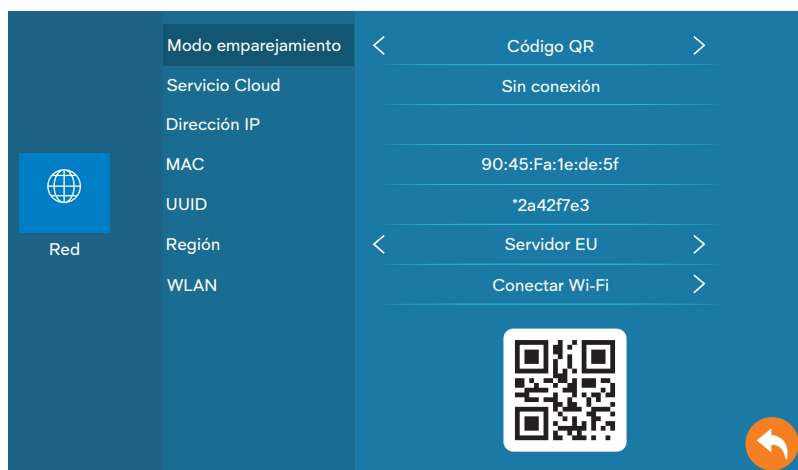 Modo emparejamiento
Código QR
Servicio Cloud
Sin conexión
Dirección IP
MAC
90:45:Fa:1e:de:5f
UUID
*2a42f7e3
Red
Región
Servidor EU
WLAN
Conectar Wi-Fi